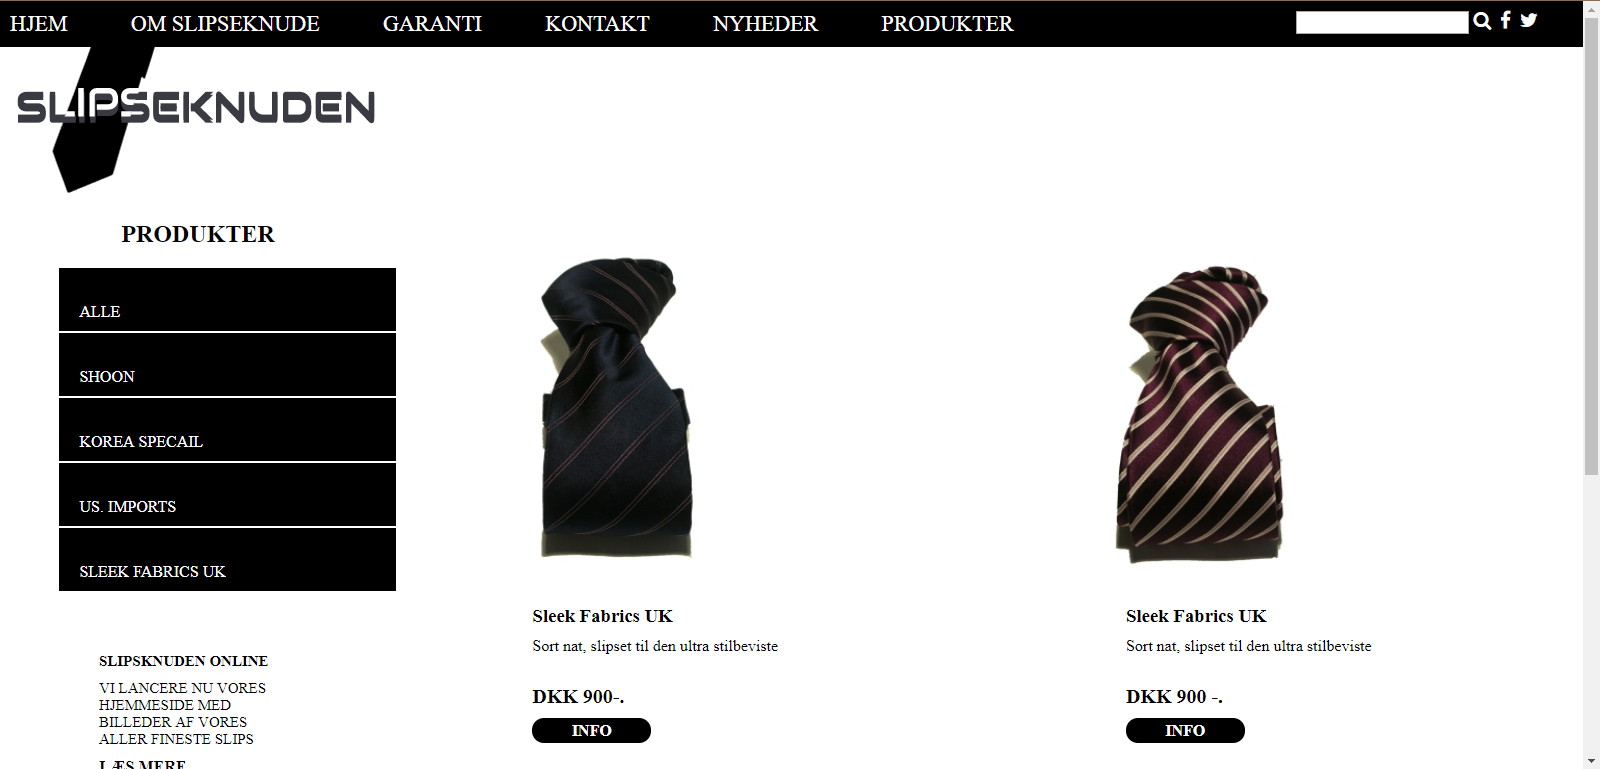 HJEM
OM SLIPSEKNUDE
GARANTI
KONTAKT
NYHEDER
PRODUKTER
SLIPSEKNUDEN
PRODUKTER
ALLE
SHOON
KOREA SPECAIL
US. IMPORTS
SLEEK FABRICS UK
SLIPSKNUDEN ONLINE
VI LANCERE NU VORES
HJEMMESIDE MED
BILLEDER AF VORES
ALLER FINESTE SLIPS
LÆS MERE
Sleek Fabrics UK
Sort nat, slipset til den ultra stilbeviste
DKK 900-.
INFO
Sleek Fabrics UK
Sort nat, slipset til den ultra stilbeviste
DKK 900 -.
INFO